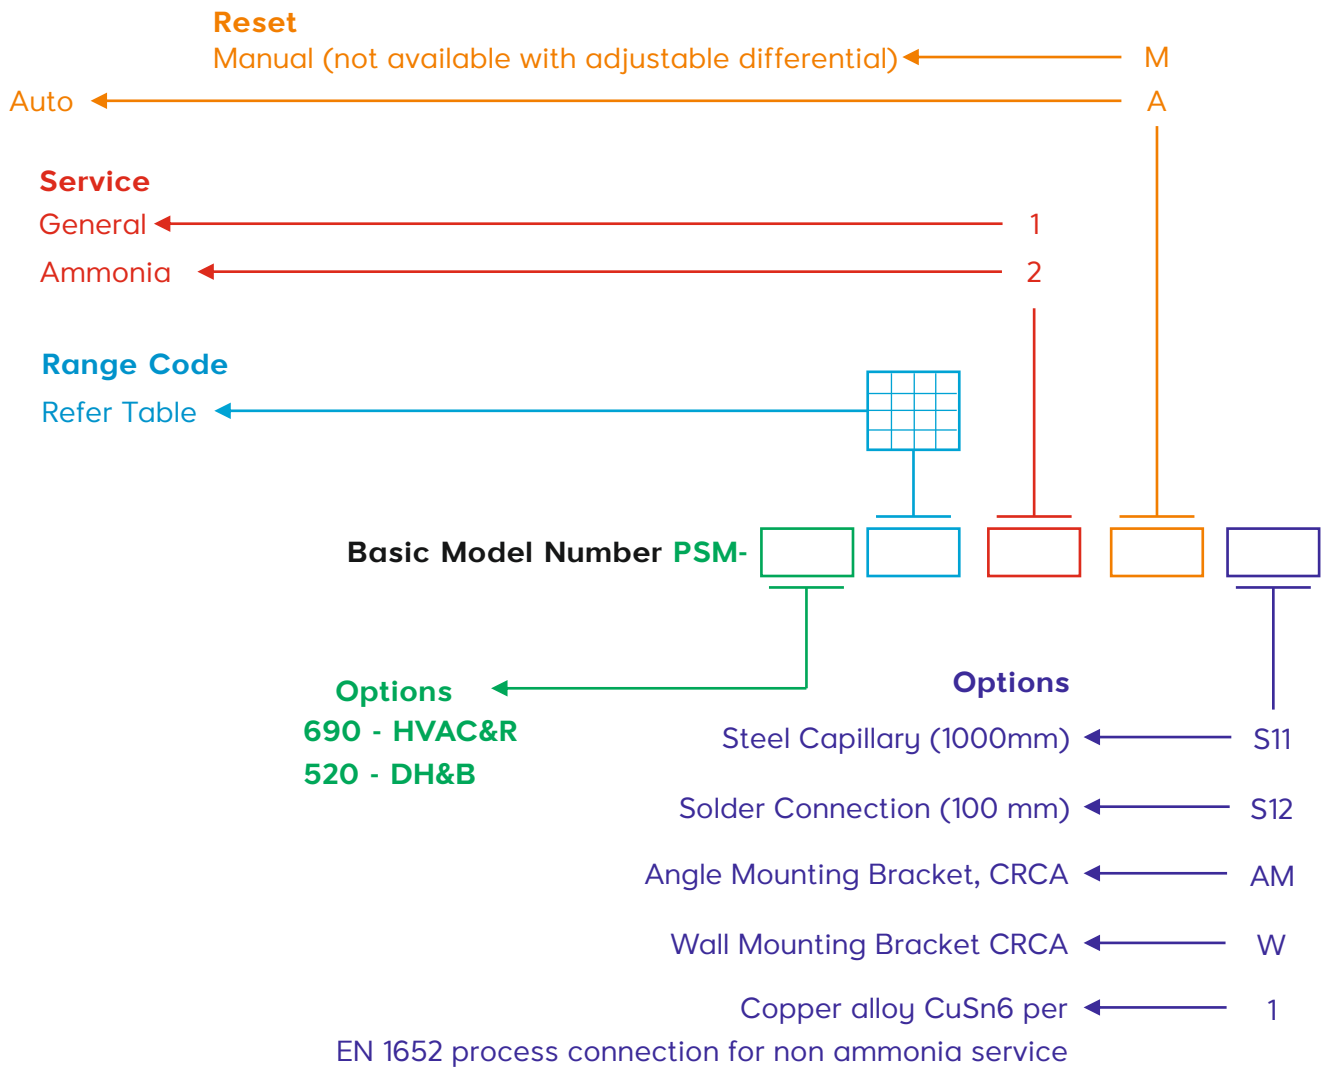 Reset
Manual (not available with adjustable differential) M
Auto A
Service
General 1
Ammonia 2
Range Code
Refer Table
Basic Model Number PSM-
Options
690 - HVAC&R
520 - DH&B
Options
Steel Capillary (1000mm) S11
Solder Connection (100 mm) S12
Angle Mounting Bracket, CRCA AM
Wall Mounting Bracket CRCA W
Copper alloy CuSn6 per 1
EN 1652 process connection for non ammonia service